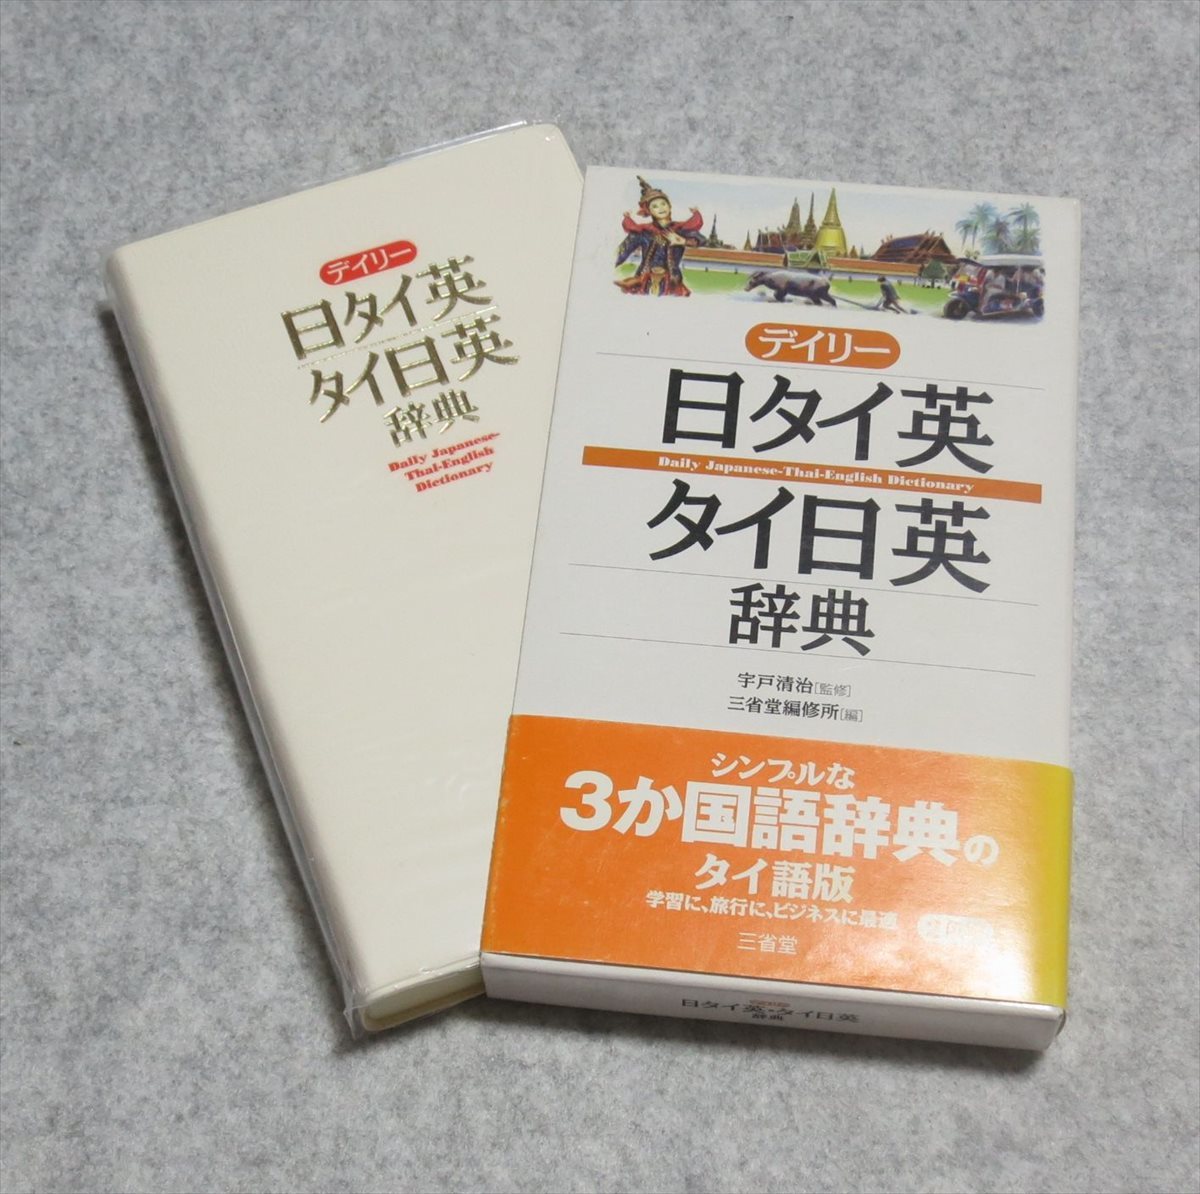 デイリー
日タイ英
タイ日英
辞典
Daily Japanese-
Thai-English
Dictionary
デイリー
日タイ英
Daily Japanese-Thai-English Dictionary
タイ日英
辞典
宇戸清治[監修]
三省堂編修所[編]
シンプルな
3か国語辞典の
タイ語版
学習に、旅行に、ビジネスに最適
三省堂
日タイ英・タイ日英
辞典